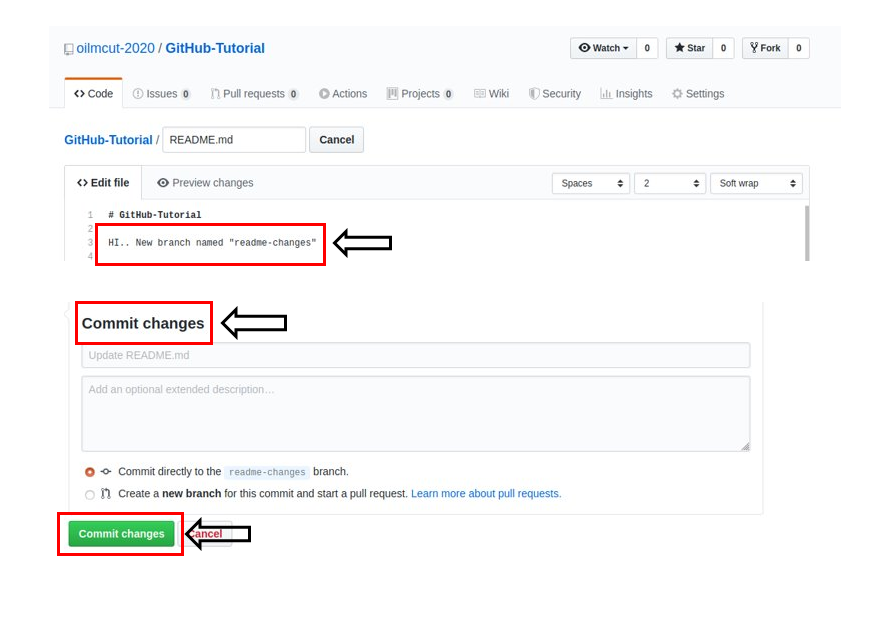 oilmcut-2020 / GitHub-Tutorial
Watch 0 Star 0 Fork 0
Code Issues 0 Pull requests 0 Actions Projects 0 Wiki Security Insights Settings
GitHub-Tutorial / README.md Cancel
Edit file Preview changes Spaces 2 Soft wrap
1 # GitHub-Tutorial
2
3 HI.. New branch named "readme-changes"
4
Commit changes
Update README.md
Add an optional extended description…
Commit directly to the readme-changes branch.
Create a new branch for this commit and start a pull request. Learn more about pull requests.
Commit changes Cancel